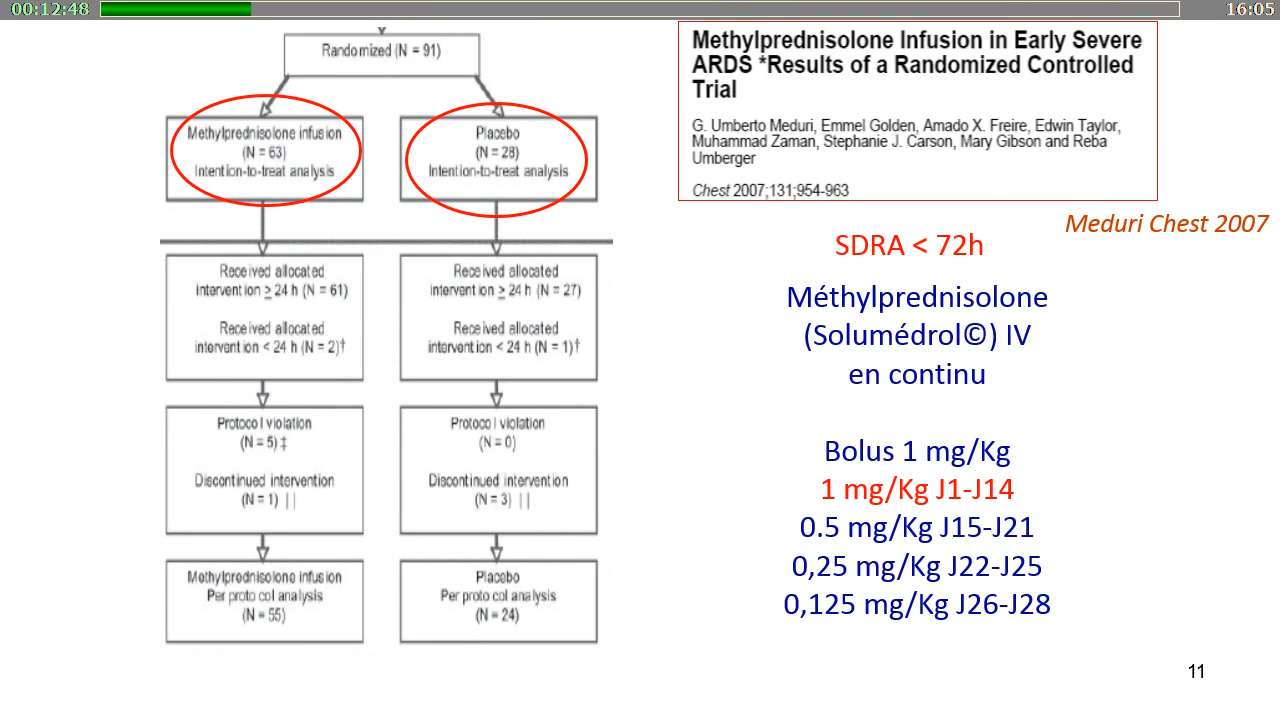 00:12:48
16:05
Randomized (N = 91)
Methylprednisolone infusion
(N = 63)
Intention-to-treat analysis
Placebo
(N = 28)
Intention-to-treat analysis
Received allocated
intervention ≥ 24 h (N = 61)
Received allocated
intervention < 24 h (N = 2)†
Received allocated
intervention ≥ 24 h (N = 27)
Received allocated
intervention < 24 h (N = 1)†
Protocol violation
(N = 5) ‡
Discontinued intervention
(N = 1) ||
Protocol violation
(N = 0)
Discontinued intervention
(N = 3) ||
Methylprednisolone infusion
Per protocol analysis
(N = 55)
Placebo
Per protocol analysis
(N = 24)
Methylprednisolone Infusion in Early Severe
ARDS *Results of a Randomized Controlled
Trial
G. Umberto Meduri, Emmel Golden, Amado X. Freire, Edwin Taylor,
Muhammad Zaman, Stephanie J. Carson, Mary Gibson and Reba
Umberger
Chest 2007;131;954-963
Meduri Chest 2007
SDRA < 72h
Méthylprednisolone
(Solumédrol©) IV
en continu
Bolus 1 mg/Kg
1 mg/Kg J1-J14
0.5 mg/Kg J15-J21
0,25 mg/Kg J22-J25
0,125 mg/Kg J26-J28
11